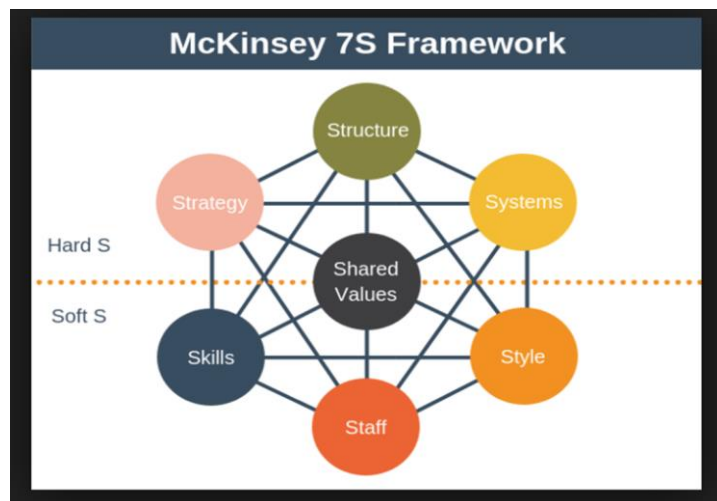 McKinsey 7S Framework
Structure
Strategy
Systems
Hard S
Shared
Values
Soft S
Skills
Style
Staff